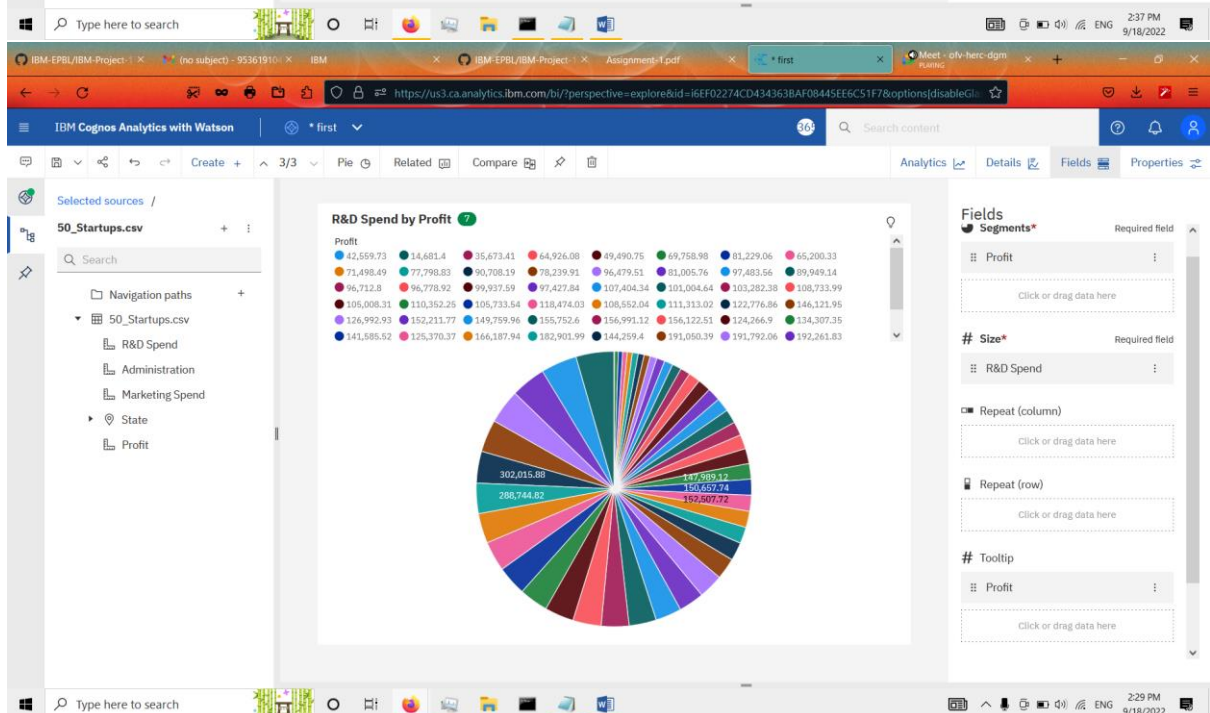 Type here to search
ENG
2:37 PM
9/18/2022
IBM-EPBL/IBM-Project-1
(no subject) - 95361910
IBM
IBM-EPBL/IBM-Project-1
Assignment-1.pdf
* first
Meet - ofv-herc-dgm
PLAYING
https://us3.ca.analytics.ibm.com/bi/?perspective=explore&id=i6EF02274CD434363BAF08445EE6C51F7&options[disableGla
IBM Cognos Analytics with Watson
* first
Search content
Create +
3/3
Pie
Related
Compare
Analytics
Details
Fields
Properties
Selected sources /
50_Startups.csv
Search
Navigation paths
50_Startups.csv
R&D Spend
Administration
Marketing Spend
State
Profit
R&D Spend by Profit 7
Profit
42,559.73 14,681.4 35,673.41 64,926.08 49,490.75 69,758.98 81,229.06 65,200.33
71,498.49 77,798.83 90,708.19 78,239.91 96,479.51 81,005.76 97,483.56 89,949.14
96,712.8 96,778.92 99,937.59 97,427.84 107,404.34 101,004.64 103,282.38 108,733.99
105,008.31 110,352.25 105,733.54 118,474.03 108,552.04 111,313.02 122,776.86 146,121.95
126,992.93 152,211.77 149,759.96 155,752.6 156,991.12 156,122.51 124,266.9 134,307.35
141,585.52 125,370.37 166,187.94 182,901.99 144,259.4 191,050.39 191,792.06 192,261.83
302,015.88
288,744.82
147,989.12
150,657.74
152,507.72
Fields
Segments* Required field
Profit
Click or drag data here
Size* Required field
R&D Spend
Repeat (column)
Click or drag data here
Repeat (row)
Click or drag data here
Tooltip
Profit
Click or drag data here
Type here to search
ENG
2:29 PM
9/18/2022